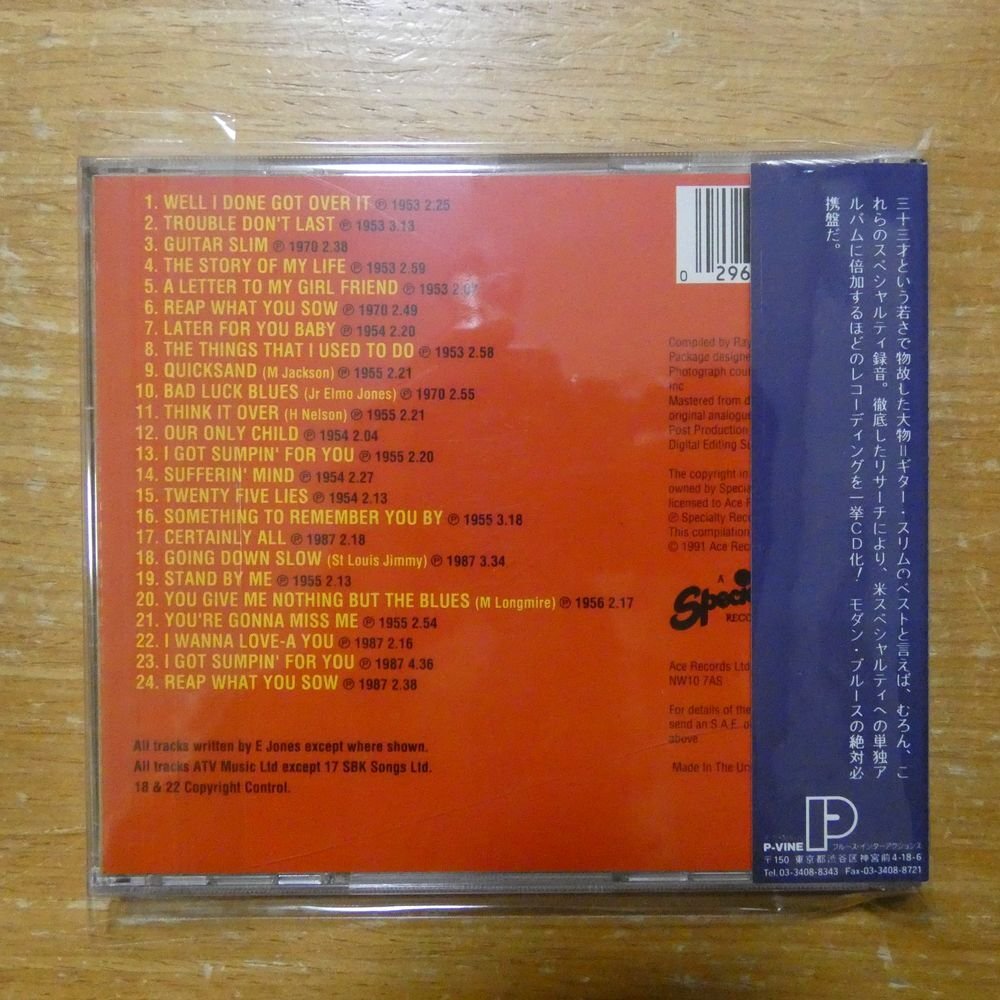 1. WELL I DONE GOT OVER IT ℗ 1953 2.25
2. TROUBLE DON'T LAST ℗ 1953 3.13
3. GUITAR SLIM ℗ 1970 2.38
4. THE STORY OF MY LIFE ℗ 1953 2.59
5. A LETTER TO MY GIRL FRIEND ℗ 1953
6. REAP WHAT YOU SOW ℗ 1970 2.49
7. LATER FOR YOU BABY ℗ 1954 2.20
8. THE THINGS THAT I USED TO DO ℗ 1953 2.58
9. QUICKSAND (M Jackson) ℗ 1955 2.21
10. BAD LUCK BLUES (Jr Elmo Jones) ℗ 1970 2.55
11. THINK IT OVER (H Nelson) ℗ 1955 2.21
12. OUR ONLY CHILD ℗ 1954 2.04
13. I GOT SUMPIN' FOR YOU ℗ 1955 2.20
14. SUFFERIN' MIND ℗ 1954 2.27
15. TWENTY FIVE LIES ℗ 1954 2.13
16. SOMETHING TO REMEMBER YOU BY ℗ 1955 3.18
17. CERTAINLY ALL ℗ 1987 2.18
18. GOING DOWN SLOW (St Louis Jimmy) ℗ 1987 3.34
19. STAND BY ME ℗ 1955 2.13
20. YOU GIVE ME NOTHING BUT THE BLUES (M Longmire) ℗ 1956 2.17
21. YOU'RE GONNA MISS ME ℗ 1955 2.54
22. I WANNA LOVE-A YOU ℗ 1987 2.16
23. I GOT SUMPIN' FOR YOU ℗ 1987 4.36
24. REAP WHAT YOU SOW ℗ 1987 2.38
All tracks written by E Jones except where shown.
All tracks ATV Music Ltd except 17 SBK Songs Ltd.
18 & 22 Copyright Control.
0 296
Compiled by Ray
Package designe
Photograph cou
Inc
Mastered from d
original analogue
Post Production
Digital Editing Su
The copyright in
owned by Specia
licensed to Ace R
℗ Specialty Reco
This compilation
© 1991 Ace Reco
A
Speci
RECO
Ace Records Ltd
NW10 7AS
For details of the
send an S.A.E. o
above
Made In The Un
三十三才という若さで物故した大物＝ギター・スリムのベストと言えば、むろん、こ
れらのスペシャルティ録音。徹底したリサーチにより、米スペシャルティへの単独ア
ルバムに倍加するほどのレコーディングを一挙CD化！ モダン・ブルースの絶対必
携盤だ。
P
P-VINE ブルース・インターアクションズ
〒150 東京都渋谷区神宮前4-18-6
Tel.03-3408-8343 Fax-03-3408-8721